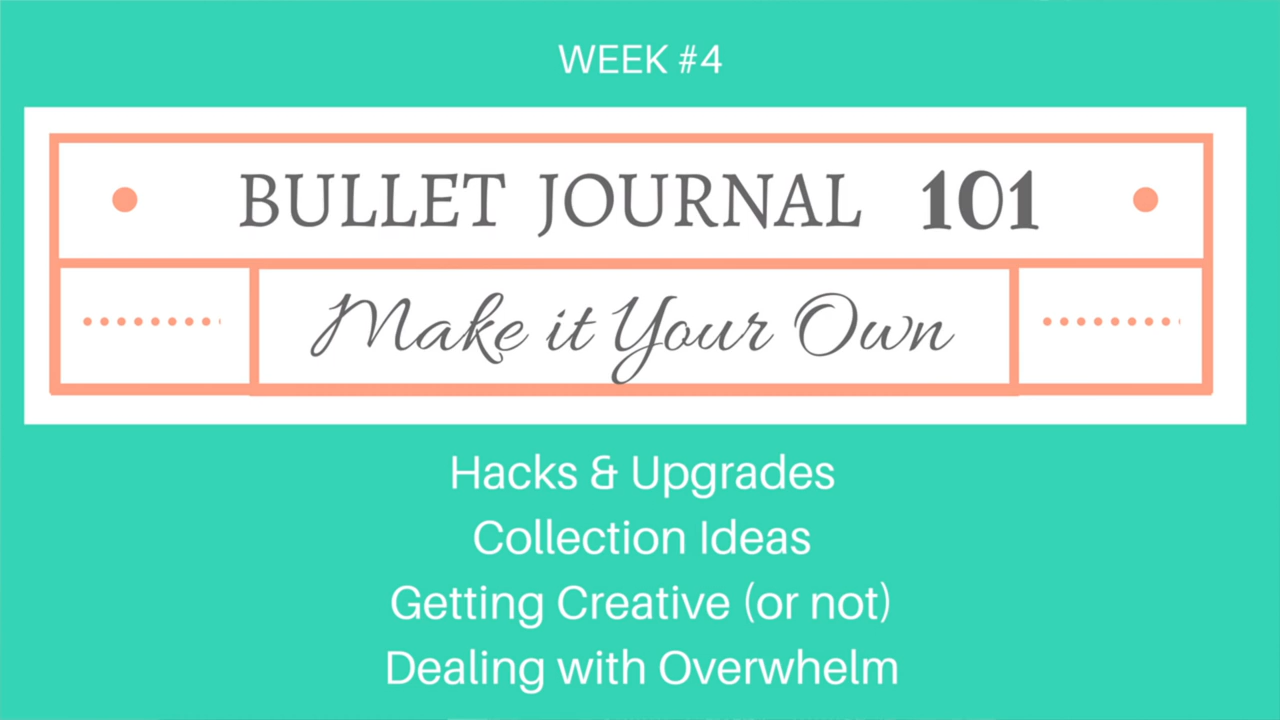 WEEK #4
BULLET JOURNAL 101
Make it Your Own
Hacks & Upgrades
Collection Ideas
Getting Creative (or not)
Dealing with Overwhelm